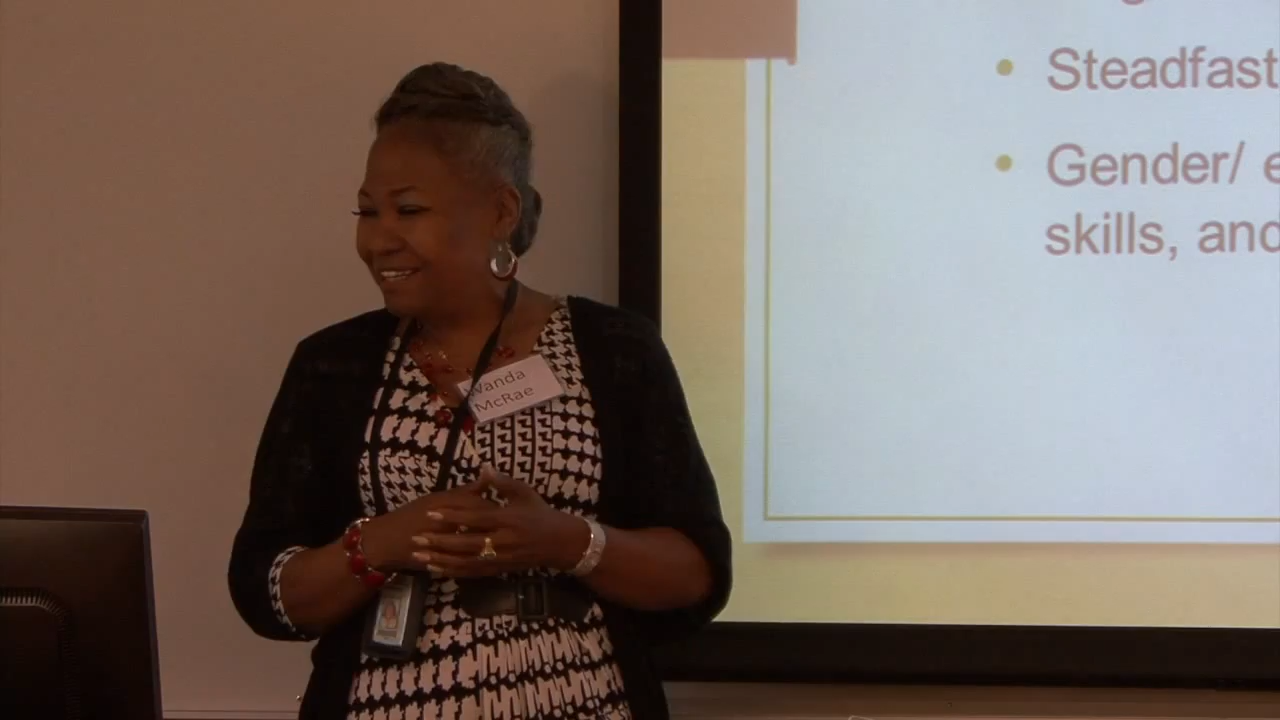 Steadfast
Gender/ e
skills, and
Wanda
McRae